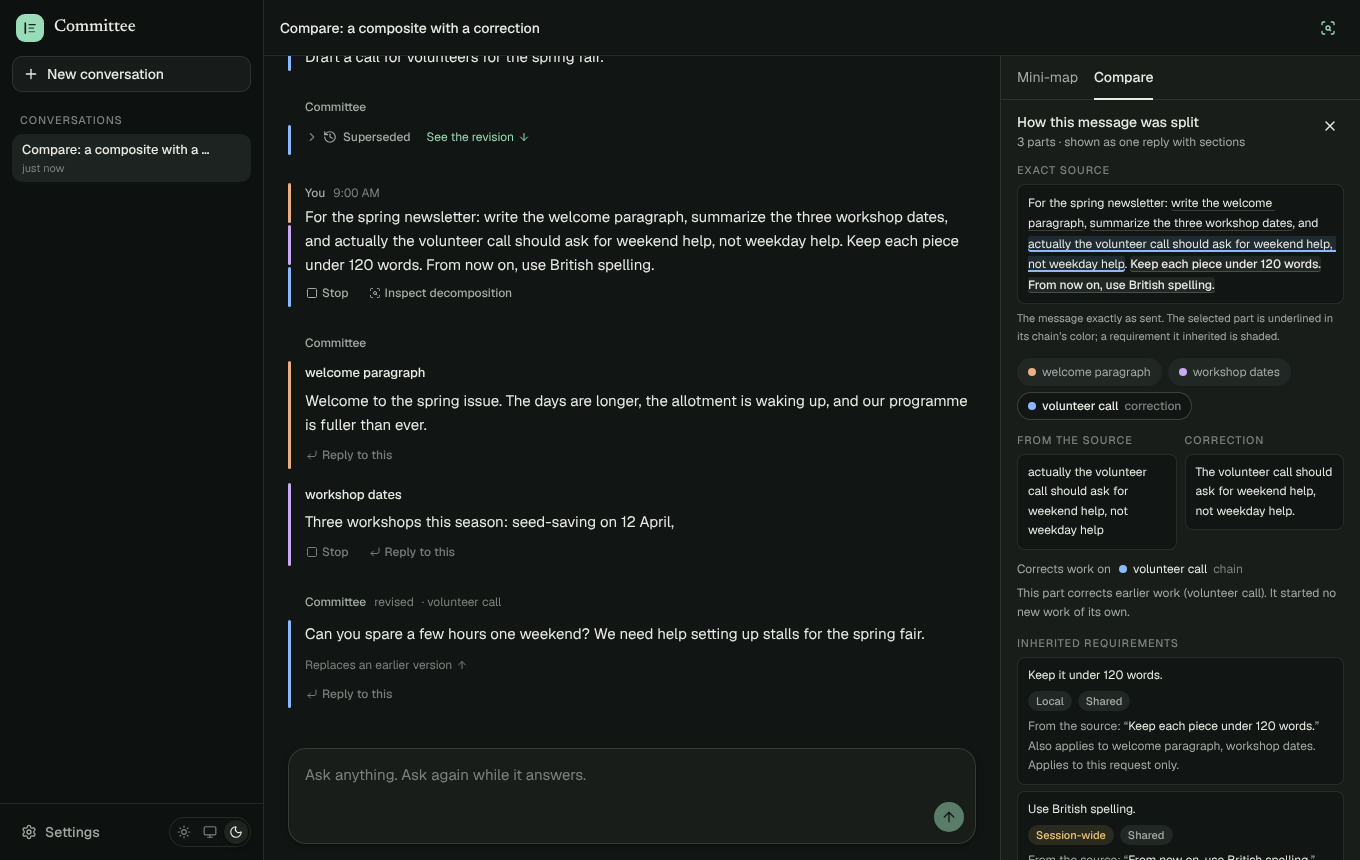 Committee
New conversation
CONVERSATIONS
Compare: a composite with a ...
just now
Settings
Compare: a composite with a correction
Draft a call for volunteers for the spring fair.
Committee
Superseded See the revision ↓
You 9:00 AM
For the spring newsletter: write the welcome paragraph, summarize the three workshop dates,
and actually the volunteer call should ask for weekend help, not weekday help. Keep each piece
under 120 words. From now on, use British spelling.
Stop Inspect decomposition
Committee
welcome paragraph
Welcome to the spring issue. The days are longer, the allotment is waking up, and our programme
is fuller than ever.
Reply to this
workshop dates
Three workshops this season: seed-saving on 12 April,
Stop Reply to this
Committee revised · volunteer call
Can you spare a few hours one weekend? We need help setting up stalls for the spring fair.
Replaces an earlier version ↑
Reply to this
Ask anything. Ask again while it answers.
Mini-map Compare
How this message was split
3 parts · shown as one reply with sections
EXACT SOURCE
For the spring newsletter: write the welcome
paragraph, summarize the three workshop dates, and
actually the volunteer call should ask for weekend help,
not weekday help. Keep each piece under 120 words.
From now on, use British spelling.
The message exactly as sent. The selected part is underlined in
its chain's color; a requirement it inherited is shaded.
welcome paragraph workshop dates
volunteer call correction
FROM THE SOURCE CORRECTION
actually the volunteer
call should ask for
weekend help, not
weekday help
The volunteer call should
ask for weekend help,
not weekday help.
Corrects work on volunteer call chain
This part corrects earlier work (volunteer call). It started no
new work of its own.
INHERITED REQUIREMENTS
Keep it under 120 words.
Local Shared
From the source: “Keep each piece under 120 words.”
Also applies to welcome paragraph, workshop dates.
Applies to this request only.
Use British spelling.
Session-wide Shared
From the source: “From now on, use British spelling.”